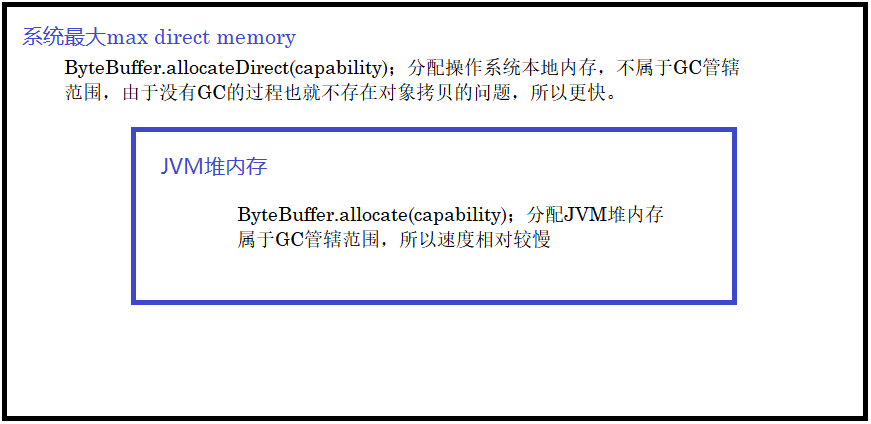 系统最大max direct memory
ByteBuffer.allocateDirect(capability)；分配操作系统本地内存，不属于GC管辖
范围，由于没有GC的过程也就不存在对象拷贝的问题，所以更快。
JVM堆内存
ByteBuffer.allocate(capability)；分配JVM堆内存
属于GC管辖范围，所以速度相对较慢